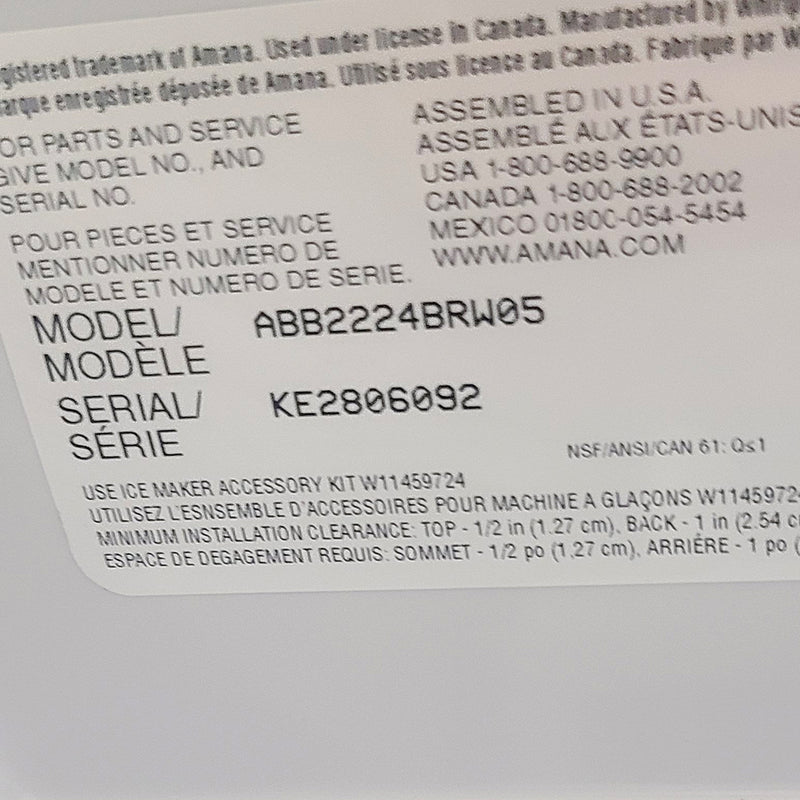 gistered trademark of Amana. Used under license in Canada. Manufactured by Whirlp
arque enregistrée déposée de Amana. Utilisé sous licence au Canada. Fabriqué par W
OR PARTS AND SERVICE
GIVE MODEL NO., AND
SERIAL NO.
POUR PIECES ET SERVICE
MENTIONNER NUMERO DE
MODELE ET NUMERO DE SERIE.
ASSEMBLED IN U.S.A.
ASSEMBLÉ AUX ÉTATS-UNIS
USA 1-800-688-9900
CANADA 1-800-688-2002
MEXICO 01800-054-5454
WWW.AMANA.COM
MODEL/ ABB2224BRW05
MODÈLE
SERIAL/ KE2806092
SÉRIE
NSF/ANSI/CAN 61: Q≤1
USE ICE MAKER ACCESSORY KIT W11459724
UTILISEZ L'ESNSEMBLE D'ACCESSOIRES POUR MACHINE A GLAÇONS W11459724
MINIMUM INSTALLATION CLEARANCE: TOP - 1/2 in (1.27 cm), BACK - 1 in (2.54 c
ESPACE DE DEGAGEMENT REQUIS: SOMMET - 1/2 po (1,27 cm), ARRIÈRE - 1 po (